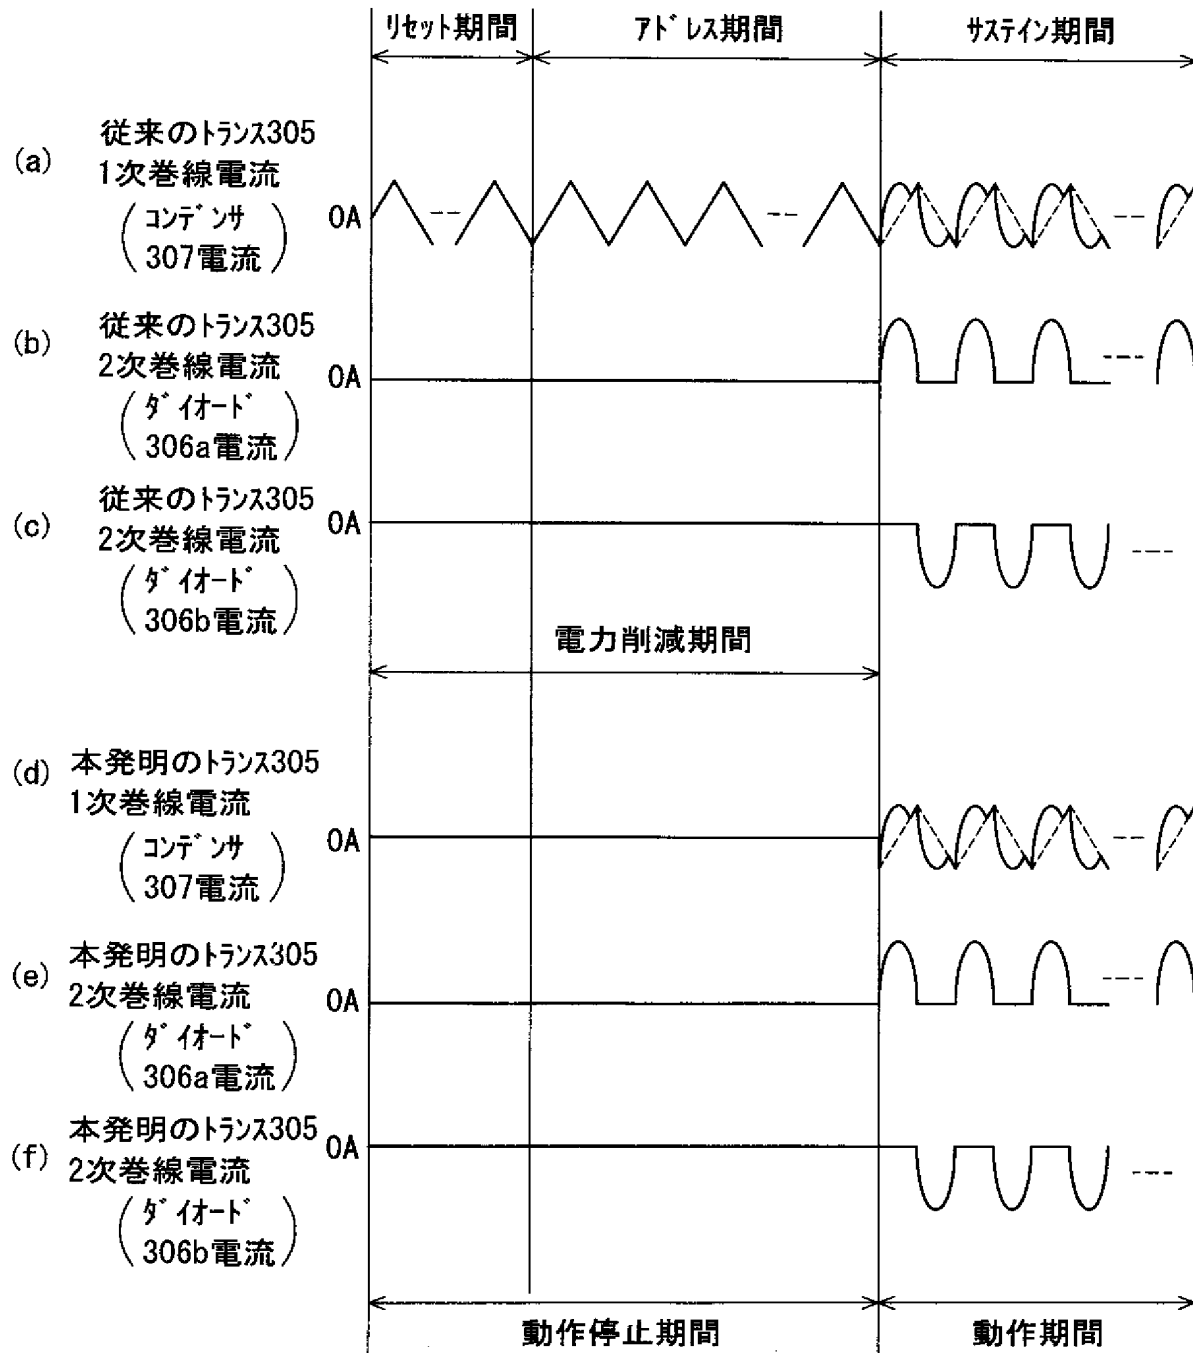 リセット期間 アドレス期間 サステイン期間
(a) 従来のトランス305
1次巻線電流
(コンデンサ
307電流)
0A
(b) 従来のトランス305
2次巻線電流
(ダイオード
306a電流)
0A
(c) 従来のトランス305
2次巻線電流
(ダイオード
306b電流)
0A
電力削減期間
(d) 本発明のトランス305
1次巻線電流
(コンデンサ
307電流)
0A
(e) 本発明のトランス305
2次巻線電流
(ダイオード
306a電流)
0A
(f) 本発明のトランス305
2次巻線電流
(ダイオード
306b電流)
0A
動作停止期間 動作期間